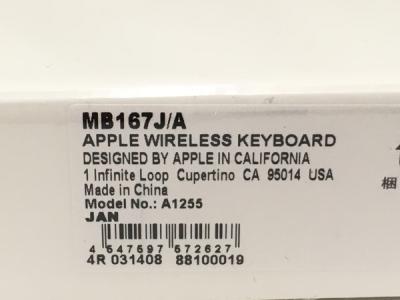 MB167J/A
APPLE WIRELESS KEYBOARD
DESIGNED BY APPLE IN CALIFORNIA
1 Infinite Loop Cupertino CA 95014 USA
Made in China
Model No.: A1255
JAN
4 547597 572627
4R 031408 88100019
梱